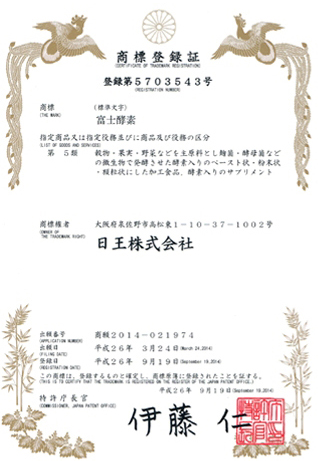 商標登録証
(CERTIFICATE OF TRADEMARK REGISTRATION)
登録第5703543号
(REGISTRATION NUMBER)
商標 (標準文字)
(THE MARK)
富士酵素
指定商品又は指定役務並びに商品及び役務の区分
(LIST OF GOODS AND SERVICES)
第 5類 穀物・果実・野菜などを主原料とし麹菌・酵母菌など
の微生物で発酵させた酵素入りのペースト状・粉末状
・顆粒状にした加工食品，酵素入りのサプリメント
商標権者 大阪府泉佐野市高松東1-10-37-1002号
(OWNER OF THE TRADEMARK RIGHT)
日王株式会社
出願番号 商願2014-021974
(APPLICATION NUMBER)
出願日 平成26年 3月24日(March 24,2014)
(FILING DATE)
登録日 平成26年 9月19日(September 19,2014)
(REGISTRATION DATE)
この商標は、登録するものと確定し、商標原簿に登録されたことを証する。
(THIS IS TO CERTIFY THAT THE TRADEMARK IS REGISTERED ON THE REGISTER OF THE JAPAN PATENT OFFICE.)
平成26年 9月19日(September 19,2014)
特許庁長官
(COMMISSIONER, JAPAN PATENT OFFICE)
伊藤 仁